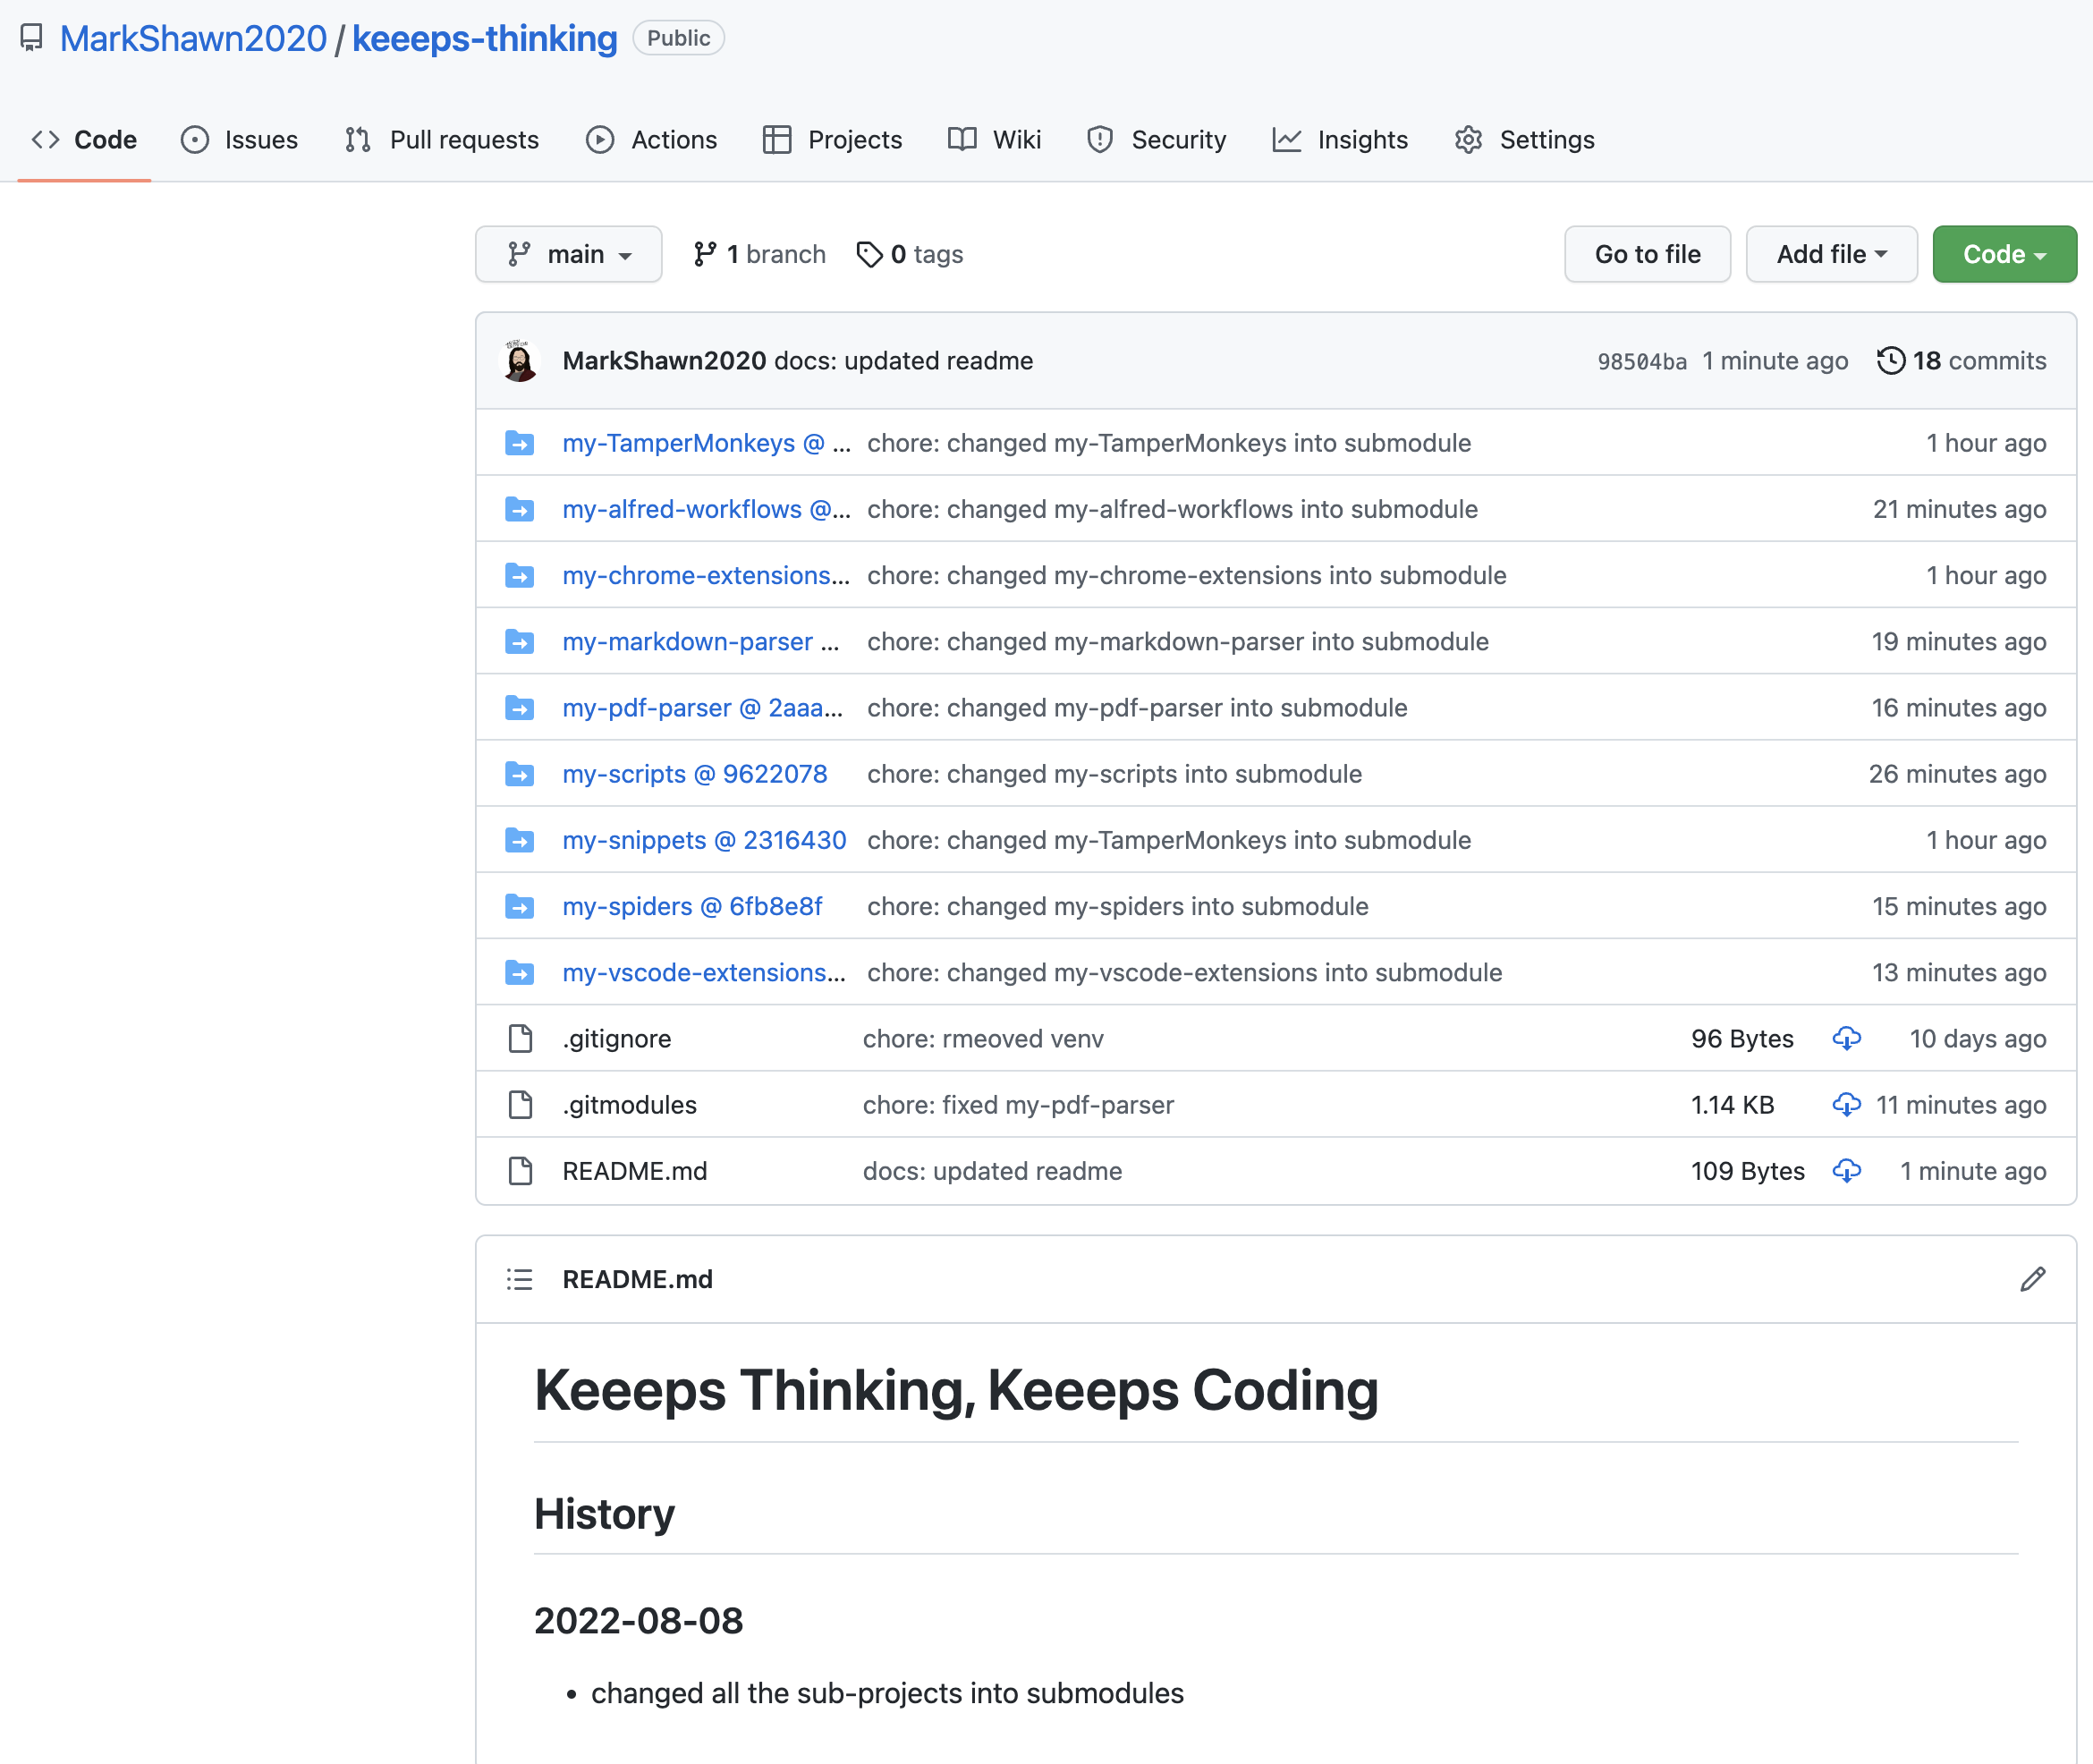 MarkShawn2020 / keeeps-thinking Public
Code Issues Pull requests Actions Projects Wiki Security Insights Settings
main 1 branch 0 tags Go to file Add file Code
MarkShawn2020 docs: updated readme 98504ba 1 minute ago 18 commits
my-TamperMonkeys @ ... chore: changed my-TamperMonkeys into submodule 1 hour ago
my-alfred-workflows @... chore: changed my-alfred-workflows into submodule 21 minutes ago
my-chrome-extensions... chore: changed my-chrome-extensions into submodule 1 hour ago
my-markdown-parser ... chore: changed my-markdown-parser into submodule 19 minutes ago
my-pdf-parser @ 2aaa... chore: changed my-pdf-parser into submodule 16 minutes ago
my-scripts @ 9622078 chore: changed my-scripts into submodule 26 minutes ago
my-snippets @ 2316430 chore: changed my-TamperMonkeys into submodule 1 hour ago
my-spiders @ 6fb8e8f chore: changed my-spiders into submodule 15 minutes ago
my-vscode-extensions... chore: changed my-vscode-extensions into submodule 13 minutes ago
.gitignore chore: rmeoved venv 96 Bytes 10 days ago
.gitmodules chore: fixed my-pdf-parser 1.14 KB 11 minutes ago
README.md docs: updated readme 109 Bytes 1 minute ago
README.md
Keeeps Thinking, Keeeps Coding
History
2022-08-08
• changed all the sub-projects into submodules